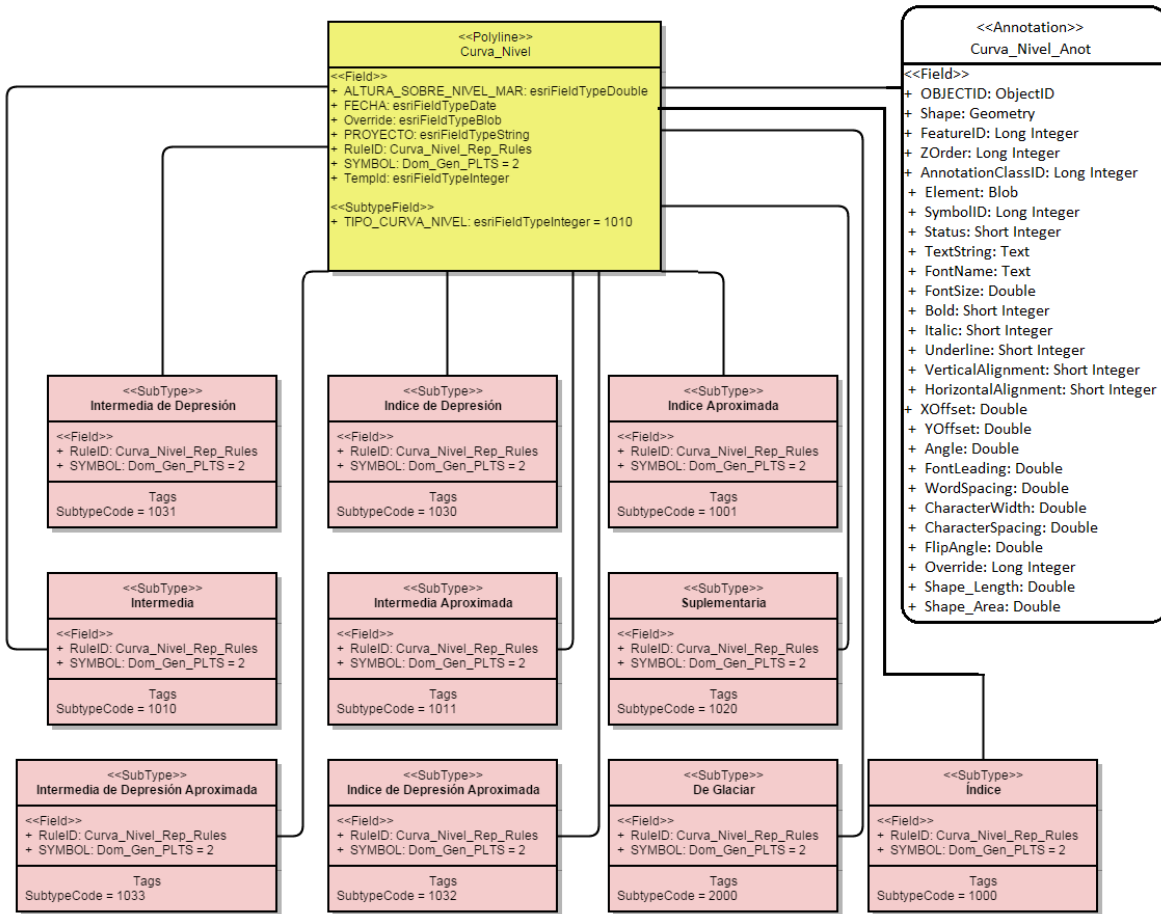 <<Polyline>>
Curva_Nivel
<<Field>>
+ ALTURA_SOBRE_NIVEL_MAR: esriFieldTypeDouble
+ FECHA: esriFieldTypeDate
+ Override: esriFieldTypeBlob
+ PROYECTO: esriFieldTypeString
+ RuleID: Curva_Nivel_Rep_Rules
+ SYMBOL: Dom_Gen_PLTS = 2
+ TempId: esriFieldTypeInteger
<<SubtypeField>>
+ TIPO_CURVA_NIVEL: esriFieldTypeInteger = 1010
<<Annotation>>
Curva_Nivel_Anot
<<Field>>
+ OBJECTID: ObjectID
+ Shape: Geometry
+ FeatureID: Long Integer
+ ZOrder: Long Integer
+ AnnotationClassID: Long Integer
+ Element: Blob
+ SymbolID: Long Integer
+ Status: Short Integer
+ TextString: Text
+ FontName: Text
+ FontSize: Double
+ Bold: Short Integer
+ Italic: Short Integer
+ Underline: Short Integer
+ VerticalAlignment: Short Integer
+ HorizontalAlignment: Short Integer
+ XOffset: Double
+ YOffset: Double
+ Angle: Double
+ FontLeading: Double
+ WordSpacing: Double
+ CharacterWidth: Double
+ CharacterSpacing: Double
+ FlipAngle: Double
+ Override: Long Integer
+ Shape_Length: Double
+ Shape_Area: Double
<<SubType>>
Intermedia de Depresión
<<Field>>
+ RuleID: Curva_Nivel_Rep_Rules
+ SYMBOL: Dom_Gen_PLTS = 2
Tags
SubtypeCode = 1031
<<SubType>>
Indice de Depresión
<<Field>>
+ RuleID: Curva_Nivel_Rep_Rules
+ SYMBOL: Dom_Gen_PLTS = 2
Tags
SubtypeCode = 1030
<<SubType>>
Indice Aproximada
<<Field>>
+ RuleID: Curva_Nivel_Rep_Rules
+ SYMBOL: Dom_Gen_PLTS = 2
Tags
SubtypeCode = 1001
<<SubType>>
Intermedia
<<Field>>
+ RuleID: Curva_Nivel_Rep_Rules
+ SYMBOL: Dom_Gen_PLTS = 2
Tags
SubtypeCode = 1010
<<SubType>>
Intermedia Aproximada
<<Field>>
+ RuleID: Curva_Nivel_Rep_Rules
+ SYMBOL: Dom_Gen_PLTS = 2
Tags
SubtypeCode = 1011
<<SubType>>
Suplementaria
<<Field>>
+ RuleID: Curva_Nivel_Rep_Rules
+ SYMBOL: Dom_Gen_PLTS = 2
Tags
SubtypeCode = 1020
<<SubType>>
Intermedia de Depresión Aproximada
<<Field>>
+ RuleID: Curva_Nivel_Rep_Rules
+ SYMBOL: Dom_Gen_PLTS = 2
Tags
SubtypeCode = 1033
<<SubType>>
Indice de Depresión Aproximada
<<Field>>
+ RuleID: Curva_Nivel_Rep_Rules
+ SYMBOL: Dom_Gen_PLTS = 2
Tags
SubtypeCode = 1032
<<SubType>>
De Glaciar
<<Field>>
+ RuleID: Curva_Nivel_Rep_Rules
+ SYMBOL: Dom_Gen_PLTS = 2
Tags
SubtypeCode = 2000
<<SubType>>
Índice
<<Field>>
+ RuleID: Curva_Nivel_Rep_Rules
+ SYMBOL: Dom_Gen_PLTS = 2
Tags
SubtypeCode = 1000